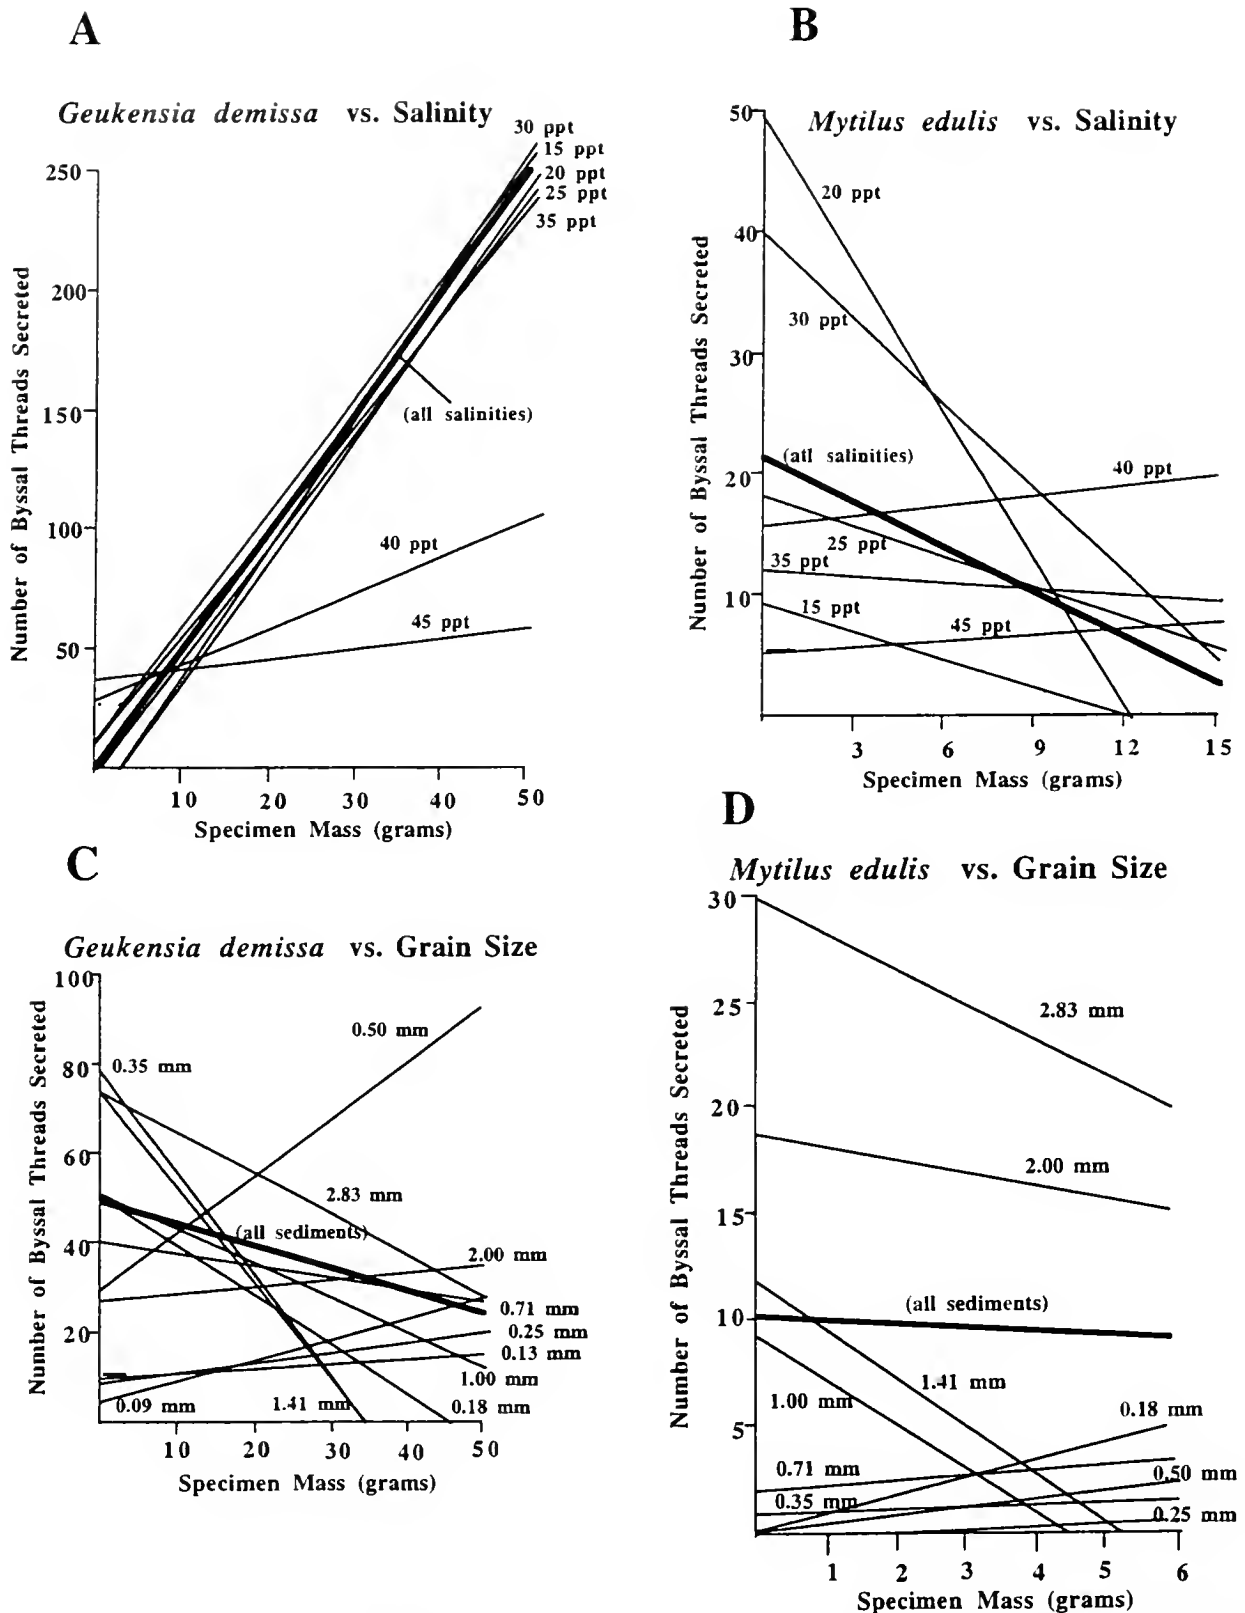 A
Geukensia demissa vs. Salinity
30 ppt
15 ppt
20 ppt
25 ppt
35 ppt
250
200
150
100
50
(all salinities)
40 ppt
45 ppt
10 20 30 40 50
Number of Byssal Threads Secreted
Specimen Mass (grams)
B
Mytilus edulis vs. Salinity
50
40
30
20
10
20 ppt
30 ppt
(atl salinities)
40 ppt
25 ppt
35 ppt
15 ppt
45 ppt
3 6 9 12 15
Number of Byssal Threads Secreted
Specimen Mass (grams)
C
Geukensia demissa vs. Grain Size
100
80
60
40
20
0.50 mm
0.35 mm
2.83 mm
(all sediments)
2.00 mm
0.71 mm
0.25 mm
0.13 mm
1.00 mm
0.09 mm
1.41 mm
0.18 mm
10 20 30 40 50
Number of Byssal Threads Secreted
Specimen Mass (grams)
D
Mytilus edulis vs. Grain Size
30
25
20
15
10
5
2.83 mm
2.00 mm
(all sediments)
1.41 mm
1.00 mm
0.18 mm
0.71 mm
0.50 mm
0.35 mm
0.25 mm
1 2 3 4 5 6
Number of Byssal Threads Secreted
Specimen Mass (grams)